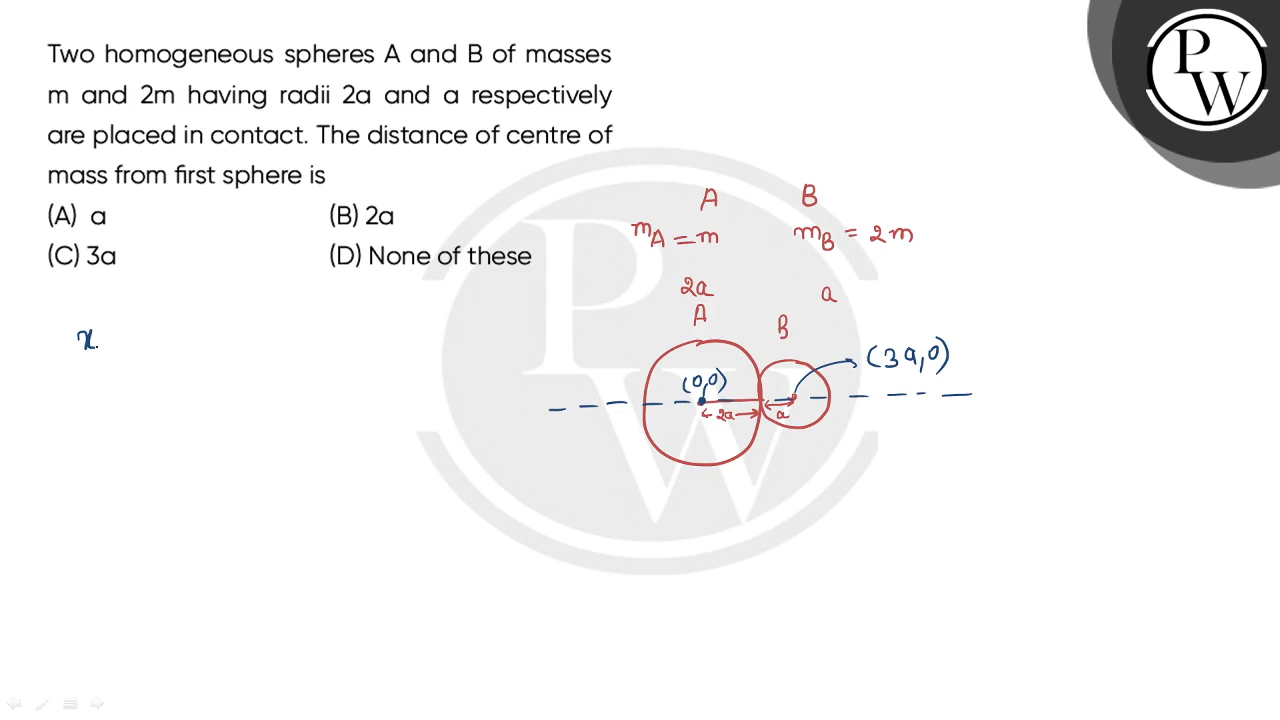 Two homogeneous spheres A and B of masses
m and 2m having radii 2a and a respectively
are placed in contact. The distance of centre of
mass from first sphere is
(A) a (B) 2a
(C) 3a (D) None of these
P
W
A B
mA = m mB = 2m
2a a
A B
(3a,0)
x
(0,0)
2a a
P
W